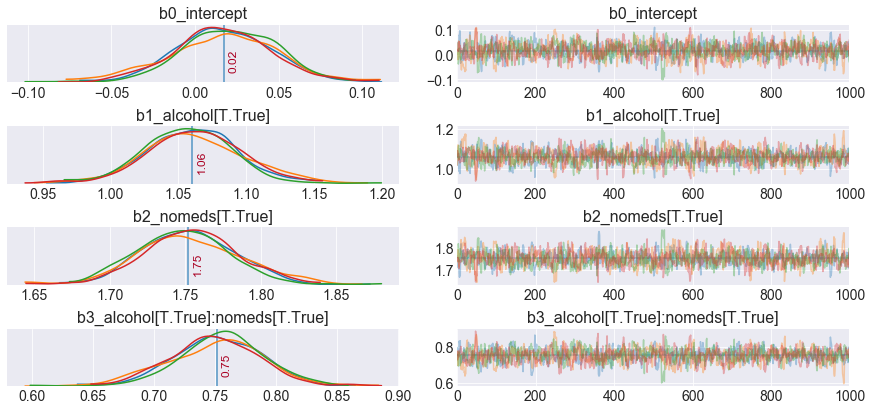 b0_intercept b0_intercept
0.02
0.1
0.0
−0.1
−0.10 −0.05 0.00 0.05 0.10 0 200 400 600 800 1000
b1_alcohol[T.True] b1_alcohol[T.True]
1.06
1.2
1.0
0.95 1.00 1.05 1.10 1.15 1.20 0 200 400 600 800 1000
b2_nomeds[T.True] b2_nomeds[T.True]
1.75
1.8
1.7
1.65 1.70 1.75 1.80 1.85 0 200 400 600 800 1000
b3_alcohol[T.True]:nomeds[T.True] b3_alcohol[T.True]:nomeds[T.True]
0.75
0.8
0.6
0.60 0.65 0.70 0.75 0.80 0.85 0.90 0 200 400 600 800 1000